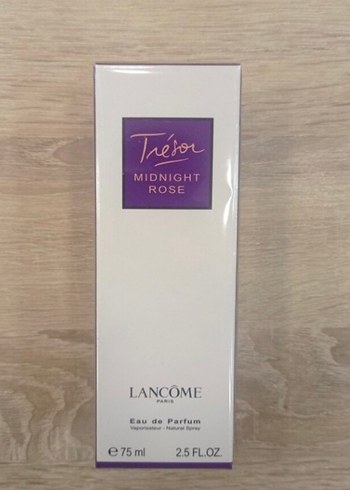 Trésor
MIDNIGHT
ROSE
LANCÔME
PARIS
Eau de Parfum
Vaporisateur - Natural Spray
℮ 75 ml 2.5 FL.OZ.